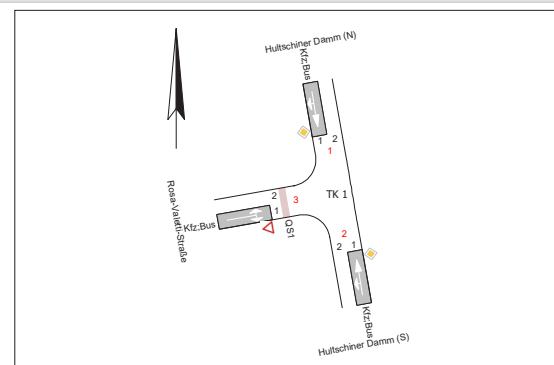 Hultschiner Damm (N)
Kfz;Bus
1 2
1
Rosa-Valetti-Straße
Kfz;Bus
2
1
3
QS1
TK 1
2
2 1
Kfz;Bus
Hultschiner Damm (S)